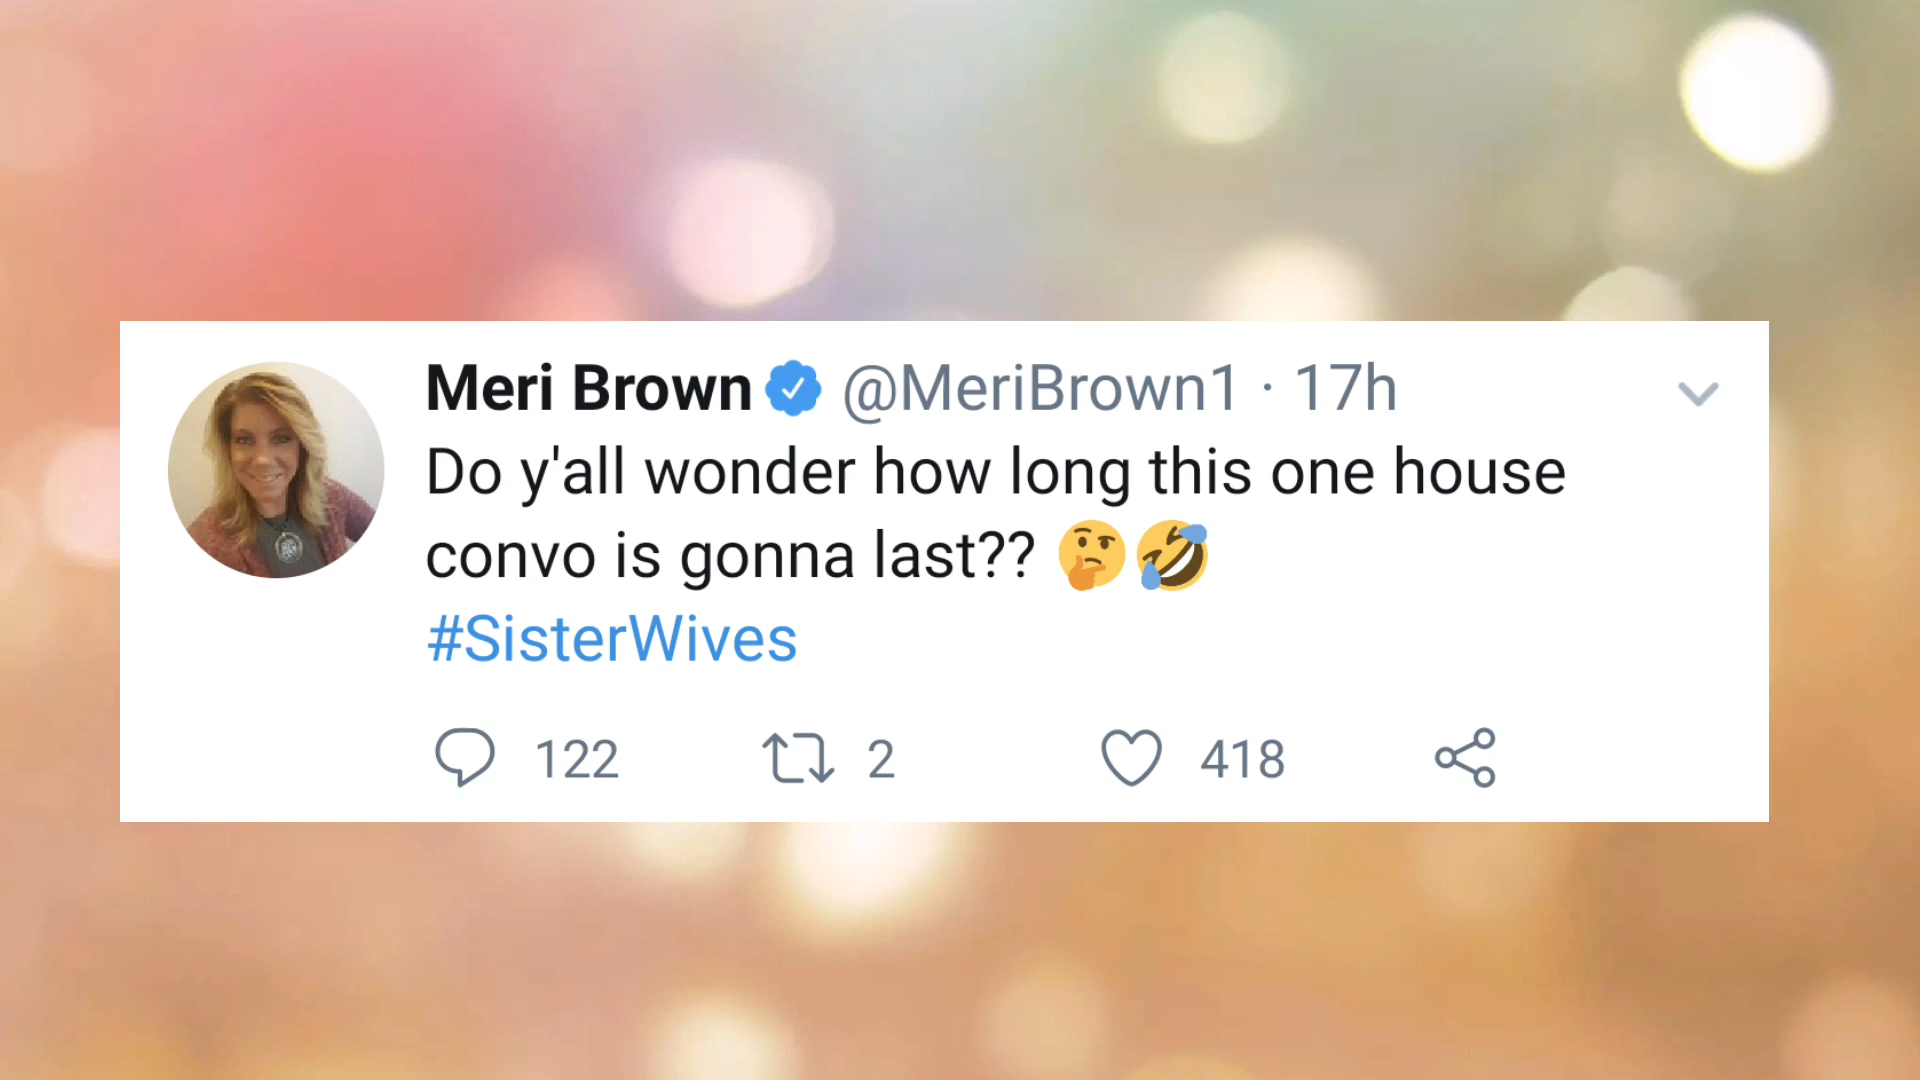 Meri Brown @MeriBrown1 · 17h
Do y'all wonder how long this one house
convo is gonna last?? 🤔🤣
#SisterWives
122 2 418